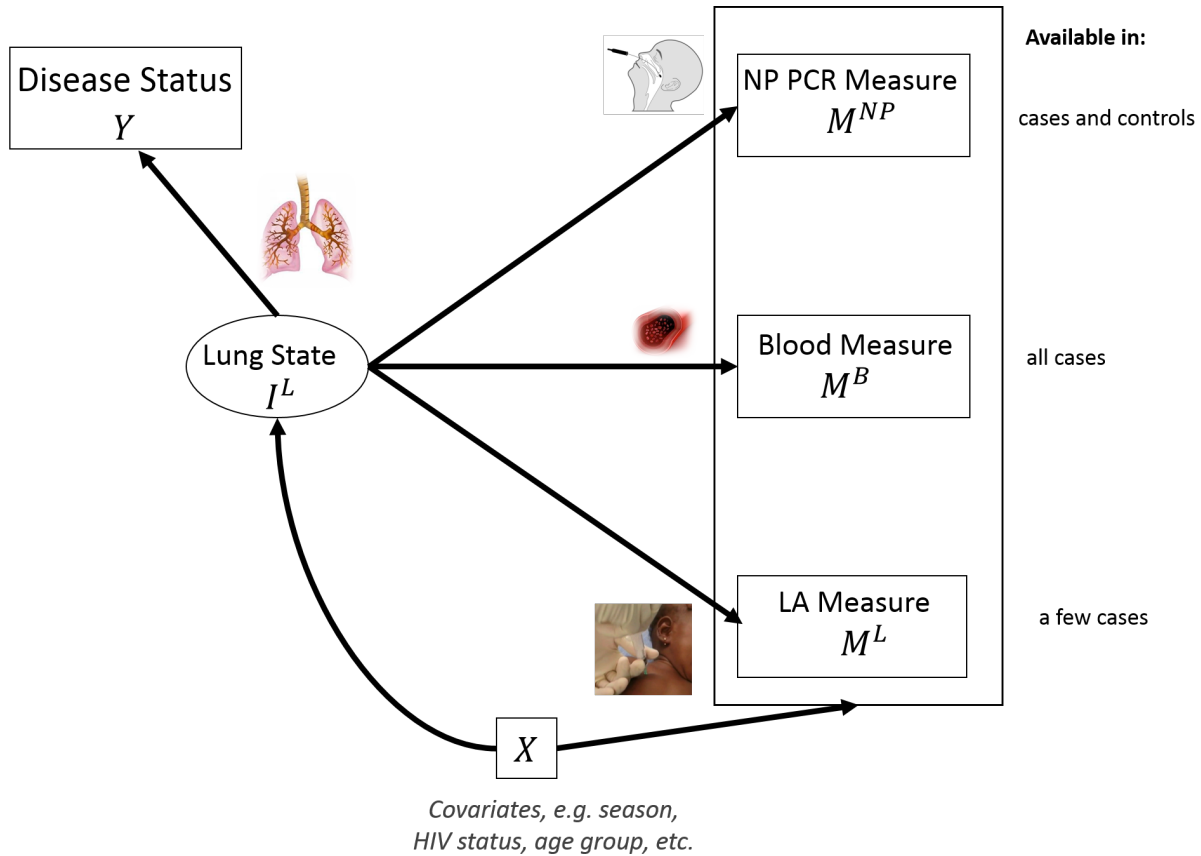 Available in:
Disease Status
Y
NP PCR Measure
M^{NP}
cases and controls
Lung State
I^{L}
Blood Measure
M^{B}
all cases
LA Measure
M^{L}
a few cases
X
Covariates, e.g. season,
HIV status, age group, etc.